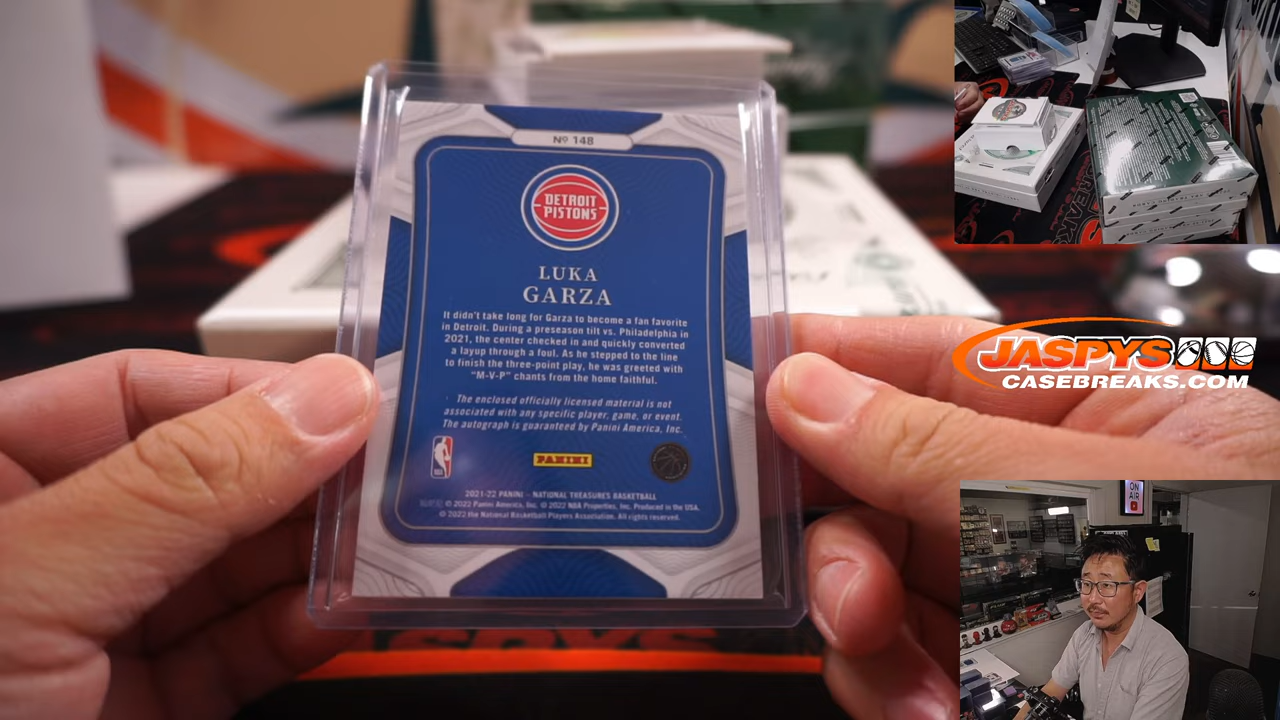 Nº 148
DETROIT
PISTONS
LUKA
GARZA
It didn't take long for Garza to become a fan favorite
in Detroit. During a preseason tilt vs. Philadelphia in
2021, the center checked in and quickly converted
a layup through a foul. As he stepped to the line
to finish the three-point play, he was greeted with
"M-V-P" chants from the home faithful.
The enclosed officially licensed material is not
associated with any specific player, game, or event.
The autograph is guaranteed by Panini America, Inc.
PANINI
2021-22 PANINI - NATIONAL TREASURES BASKETBALL
© 2022 Panini America, Inc. © 2022 NBA Properties, Inc. Produced in the USA.
© 2022 the National Basketball Players Association. All rights reserved.
JASPYS
CASEBREAKS.COM
ON
AIR